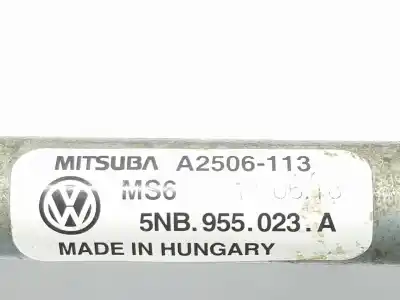 MITSUBA A2506-113
MS6
5NB.955.023.A
MADE IN HUNGARY